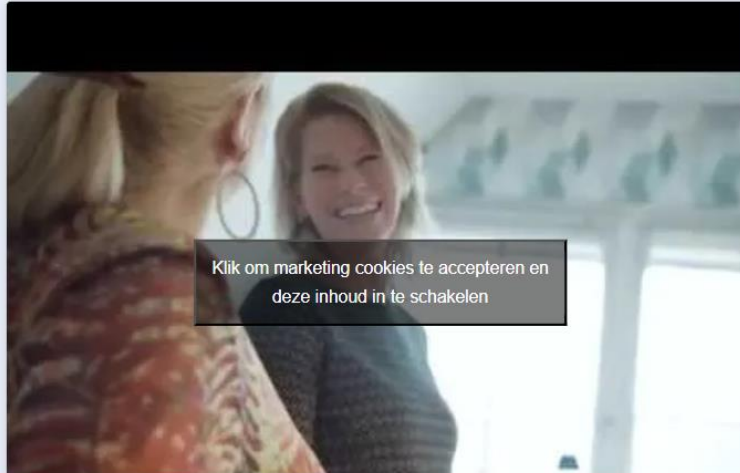 Klik om marketing cookies te accepteren en
deze inhoud in te schakelen